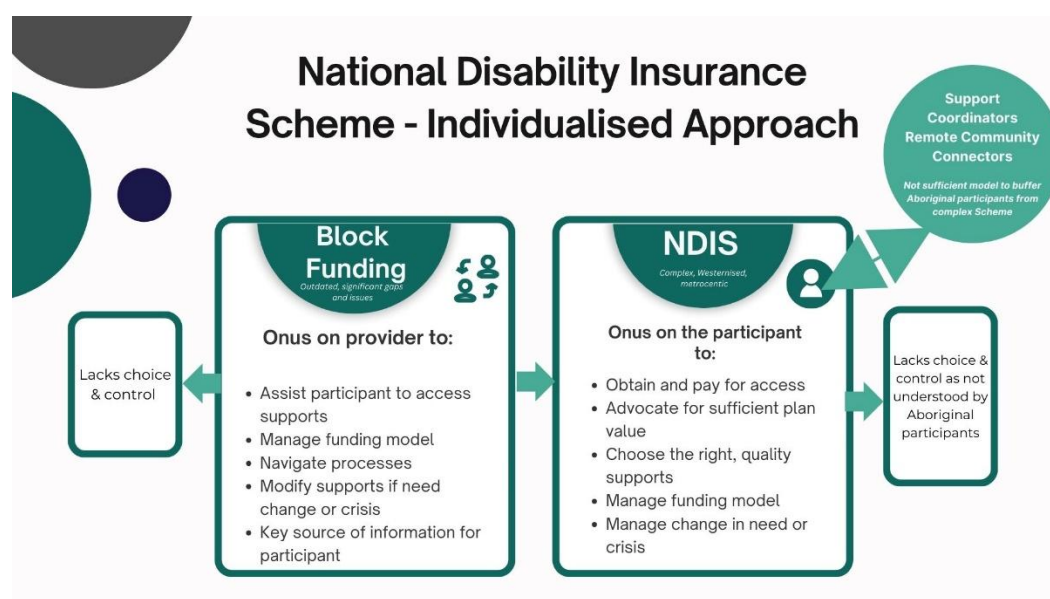 National Disability Insurance
Scheme - Individualised Approach
Support
Coordinators
Remote Community
Connectors
Not sufficient model to buffer
Aboriginal participants from
complex Scheme
Lacks choice
& control
Block
Funding
Outdated, significant gaps
and issues
Onus on provider to:
• Assist participant to access
supports
• Manage funding model
• Navigate processes
• Modify supports if need
change or crisis
• Key source of information for
participant
NDIS
Complex, Westernised,
metrocentic
Onus on the participant
to:
• Obtain and pay for access
• Advocate for sufficient plan
value
• Choose the right, quality
supports
• Manage funding model
• Manage change in need or
crisis
Lacks choice &
control as not
understood by
Aboriginal
participants